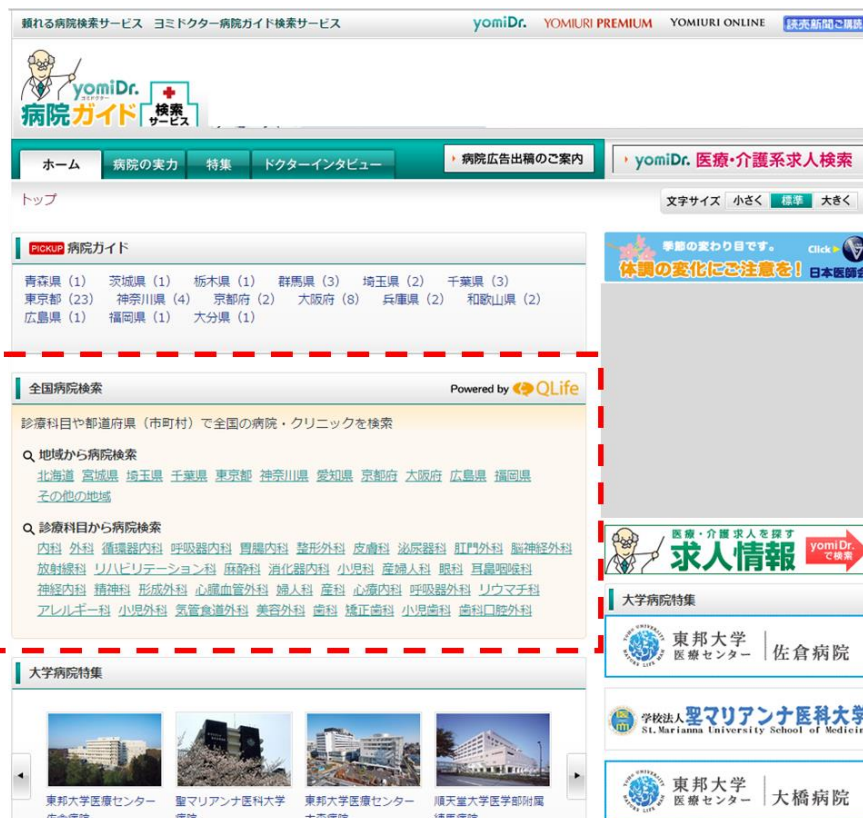 頼れる病院検索サービス ヨミドクター病院ガイド検索サービス
yomiDr. YOMIURI PREMIUM YOMIURI ONLINE 読売新聞ご購読
yomiDr.
ヨミドクター
病院ガイド 検索サービス
ホーム 病院の実力 特集 ドクターインタビュー 病院広告出稿のご案内 yomiDr. 医療・介護系求人検索
トップ
文字サイズ 小さく 標準 大きく
PICKUP 病院ガイド
青森県（1） 茨城県（1） 栃木県（1） 群馬県（3） 埼玉県（2） 千葉県（3）
東京都（23） 神奈川県（4） 京都府（2） 大阪府（8） 兵庫県（2） 和歌山県（2）
広島県（1） 福岡県（1） 大分県（1）
季節の変わり目です。
体調の変化にご注意を！
Click
日本医師会
全国病院検索 Powered by QLife
診療科目や都道府県（市町村）で全国の病院・クリニックを検索
地域から病院検索
北海道 宮城県 埼玉県 千葉県 東京都 神奈川県 愛知県 京都府 大阪府 広島県 福岡県
その他の地域
診療科目から病院検索
内科 外科 循環器内科 呼吸器内科 胃腸内科 整形外科 皮膚科 泌尿器科 肛門外科 脳神経外科
放射線科 リハビリテーション科 麻酔科 消化器内科 小児科 産婦人科 眼科 耳鼻咽喉科
神経内科 精神科 形成外科 心臓血管外科 婦人科 産科 心療内科 呼吸器外科 リウマチ科
アレルギー科 小児外科 気管食道外科 美容外科 歯科 矯正歯科 小児歯科 歯科口腔外科
医療・介護求人を探す
求人情報
yomiDr.
で検索
大学病院特集
東邦大学
医療センター
佐倉病院
学校法人 聖マリアンナ医科大学
St. Marianna University School of Medicin
東邦大学
医療センター
大橋病院
大学病院特集
東邦大学医療センター 聖マリアンナ医科大学 東邦大学医療センター 順天堂大学医学部附属